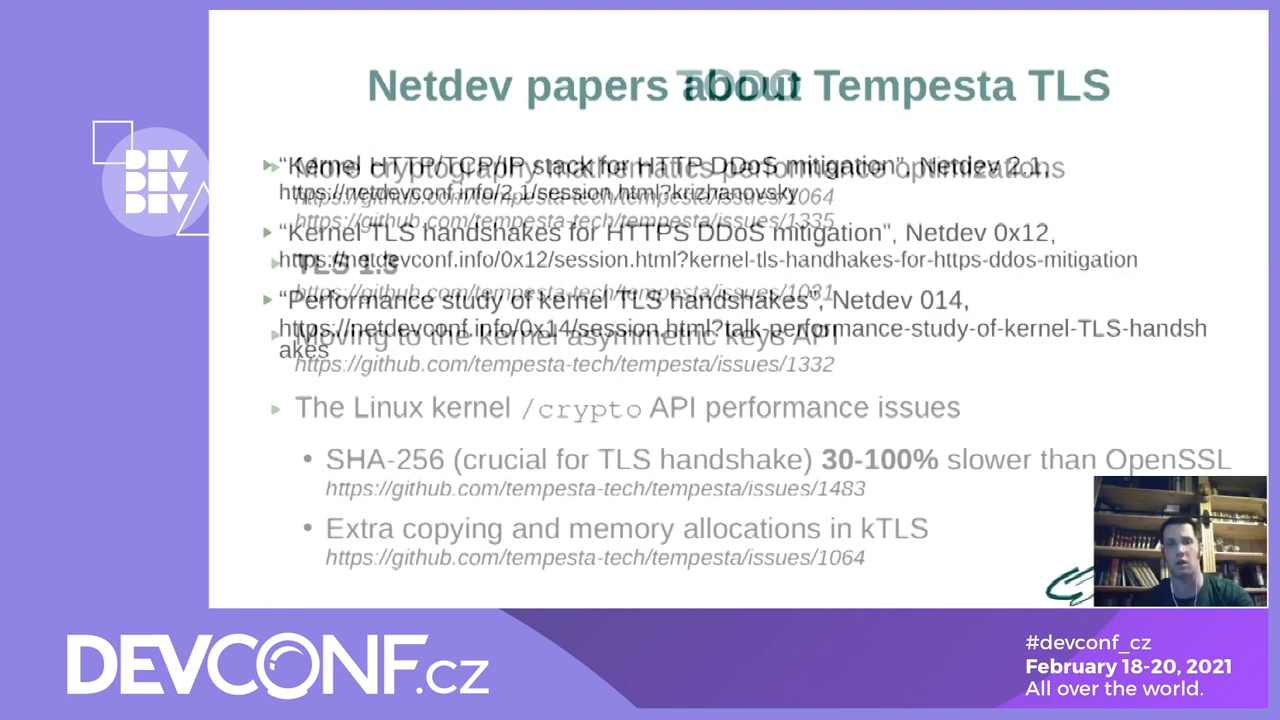 Netdev papers about Tempesta TLS
TODO
“Kernel HTTP/TCP/IP stack for HTTP DDoS mitigation”, Netdev 2.1,
https://netdevconf.info/2.1/session.html?krizhanovsky
“Kernel TLS handshakes for HTTPS DDoS mitigation”, Netdev 0x12,
https://netdevconf.info/0x12/session.html?kernel-tls-handhakes-for-https-ddos-mitigation
“Performance study of kernel TLS handshakes”, Netdev 014,
https://netdevconf.info/0x14/session.html?talk-performance-study-of-kernel-TLS-handsh
akes
More cryptography mathematics performance optimizations
https://github.com/tempesta-tech/tempesta/issues/1064
https://github.com/tempesta-tech/tempesta/issues/1335
TLS 1.3
https://github.com/tempesta-tech/tempesta/issues/1031
Moving to the kernel asymmetric keys API
https://github.com/tempesta-tech/tempesta/issues/1332
The Linux kernel /crypto API performance issues
SHA-256 (crucial for TLS handshake) 30-100% slower than OpenSSL
https://github.com/tempesta-tech/tempesta/issues/1483
Extra copying and memory allocations in kTLS
https://github.com/tempesta-tech/tempesta/issues/1064
DEV
DEV
DEVCONF.cz
#devconf_cz
February 18-20, 2021
All over the world.